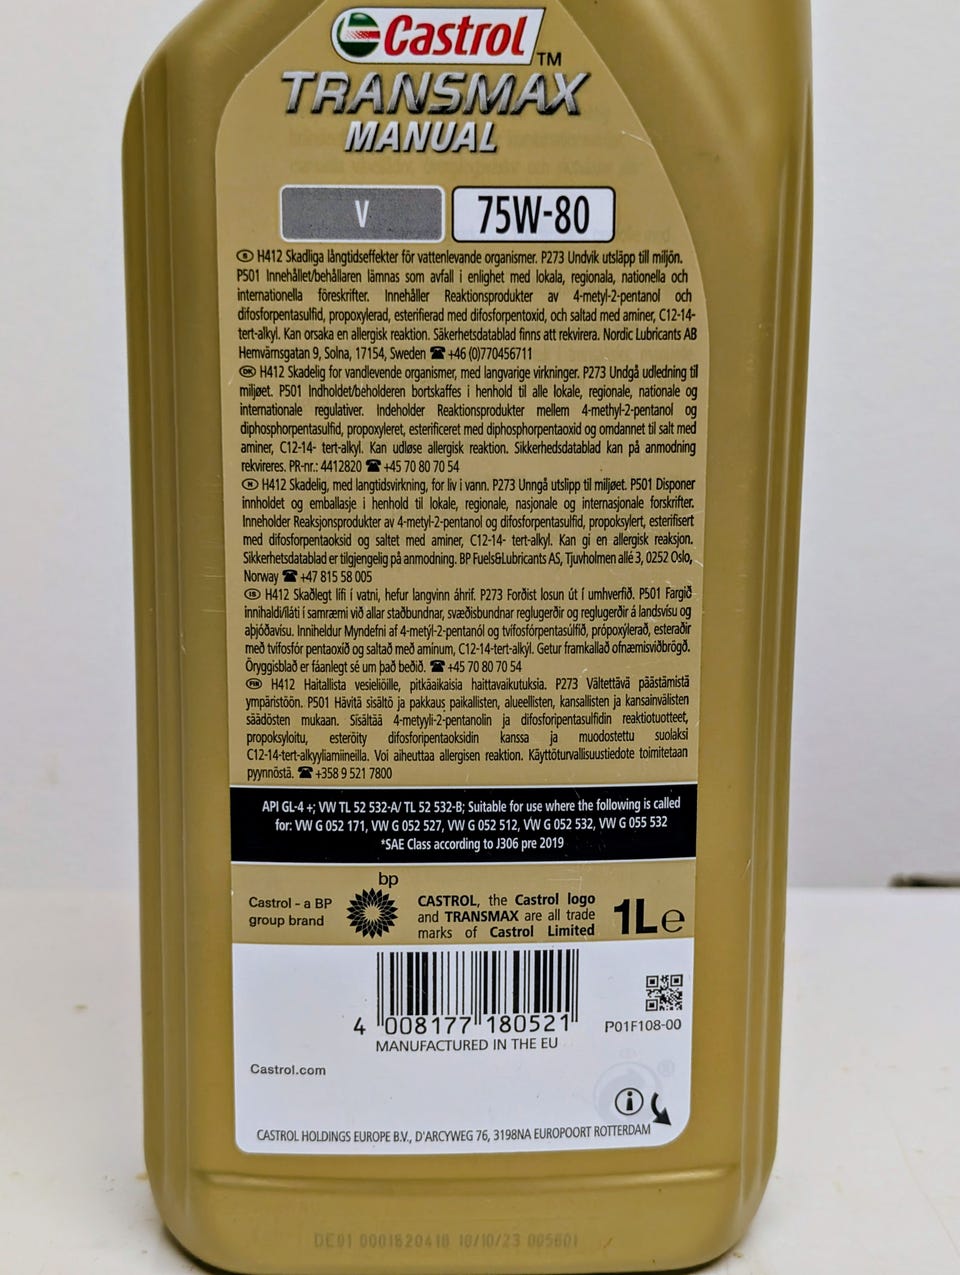 Castrol TM
TRANSMAX
MANUAL
V 75W-80
S H412 Skadliga långtidseffekter för vattenlevande organismer. P273 Undvik utsläpp till miljön.
P501 Innehållet/behållaren lämnas som avfall i enlighet med lokala, regionala, nationella och
internationella föreskrifter. Innehåller Reaktionsprodukter av 4-metyl-2-pentanol och
difosforpentasulfid, propoxylerad, esterifierad med difosforpentoxid, och saltad med aminer, C12-14-
tert-alkyl. Kan orsaka en allergisk reaktion. Säkerhetsdatablad finns att rekvirera. Nordic Lubricants AB
Hemvärnsgatan 9, Solna, 17154, Sweden ☎ +46 (0)770456711
DK H412 Skadelig for vandlevende organismer, med langvarige virkninger. P273 Undgå udledning til
miljøet. P501 Indholdet/beholderen bortskaffes i henhold til alle lokale, regionale, nationale og
internationale regulativer. Indeholder Reaktionsprodukter mellem 4-methyl-2-pentanol og
diphosphorpentasulfid, propoxyleret, esterificeret med diphosphorpentaoxid og omdannet til salt med
aminer, C12-14- tert-alkyl. Kan udløse allergisk reaktion. Sikkerhedsdatablad kan på anmodning
rekvireres. PR-nr.: 4412820 ☎ +45 70 80 70 54
N H412 Skadelig, med langtidsvirkning, for liv i vann. P273 Unngå utslipp til miljøet. P501 Disponer
innholdet og emballasje i henhold til lokale, regionale, nasjonale og internasjonale forskrifter.
Inneholder Reaksjonsprodukter av 4-metyl-2-pentanol og difosforpentasulfid, propoksylert, esterifisert
med difosforpentaoksid og saltet med aminer, C12-14- tert-alkyl. Kan gi en allergisk reaksjon.
Sikkerhetsdatablad er tilgjengelig på anmodning. BP Fuels&Lubricants AS, Tjuvholmen allé 3, 0252 Oslo,
Norway ☎ +47 815 58 005
IS H412 Skaðlegt lífi í vatni, hefur langvinn áhrif. P273 Forðist losun út í umhverfið. P501 Fargið
innihaldi/íláti í samræmi við allar staðbundnar, svæðisbundnar reglugerðir og reglugerðir á landsvísu og
alþjóðavísu. Inniheldur Myndefni af 4-metýl-2-pentanól og tvífosfórpentasúlfíð, própoxýlerað, esteraðir
með tvífosfór pentaoxíð og saltað með aminum, C12-14-tert-alkýl. Getur framkallað ofnæmisviðbrögð.
Öryggisblað er fáanlegt sé um það beðið. ☎ +45 70 80 70 54
FIN H412 Haitallista vesieliöille, pitkäaikaisia haittavaikutuksia. P273 Vältettävä päästämistä
ympäristöön. P501 Hävitä sisältö ja pakkaus paikallisten, alueellisten, kansallisten ja kansainvälisten
säädösten mukaan. Sisältää 4-metyyli-2-pentanolin ja difosforipentasulfidin reaktiotuotteet,
propoksyloitu, esteröity difosforipentaoksidin kanssa ja muodostettu suolaksi
C12-14-tert-alkyyliamiineilla. Voi aiheuttaa allergisen reaktion. Käyttöturvallisuustiedote toimitetaan
pyynnöstä. ☎ +358 9 521 7800
API GL-4 +; VW TL 52 532-A/ TL 52 532-B; Suitable for use where the following is called
for: VW G 052 171, VW G 052 527, VW G 052 512, VW G 052 532, VW G 055 532
*SAE Class according to J306 pre 2019
Castrol - a BP
group brand
bp
CASTROL, the Castrol logo
and TRANSMAX are all trade
marks of Castrol Limited
1L e
4 008177 180521
MANUFACTURED IN THE EU
P01F108-00
Castrol.com
i
CASTROL HOLDINGS EUROPE B.V., D'ARCYWEG 76, 3198NA EUROPOORT ROTTERDAM
DE01 0001820418 10/10/23 005601